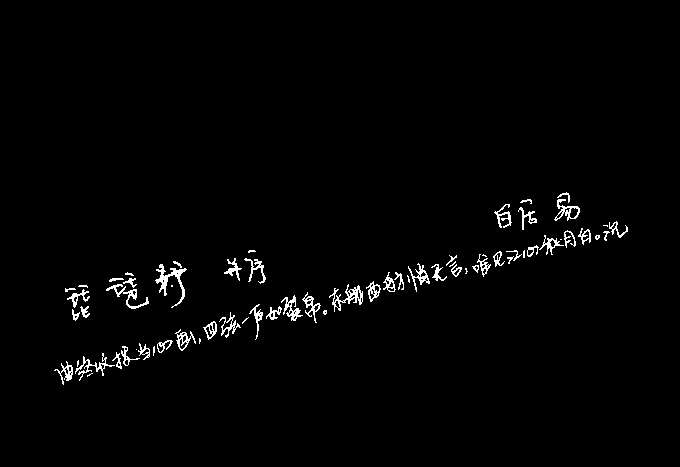 琵琶行 并序
白居易
曲终收拨当心画,四弦一声如裂帛。东船西舫悄无言,唯见江心秋月白。沉